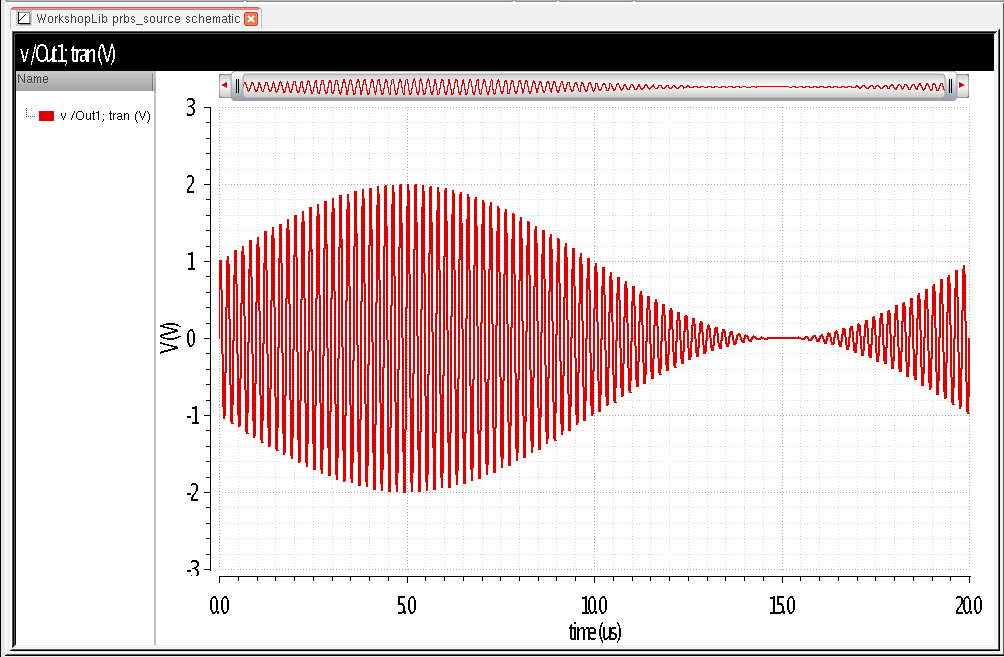 WorkshopLib prbs_source schematic
v /Out1; tran (V)
Name
v /Out1; tran (V)
3
2
1
0
-1
-2
-3
V (V)
0.0 5.0 10.0 15.0 20.0
time (us)